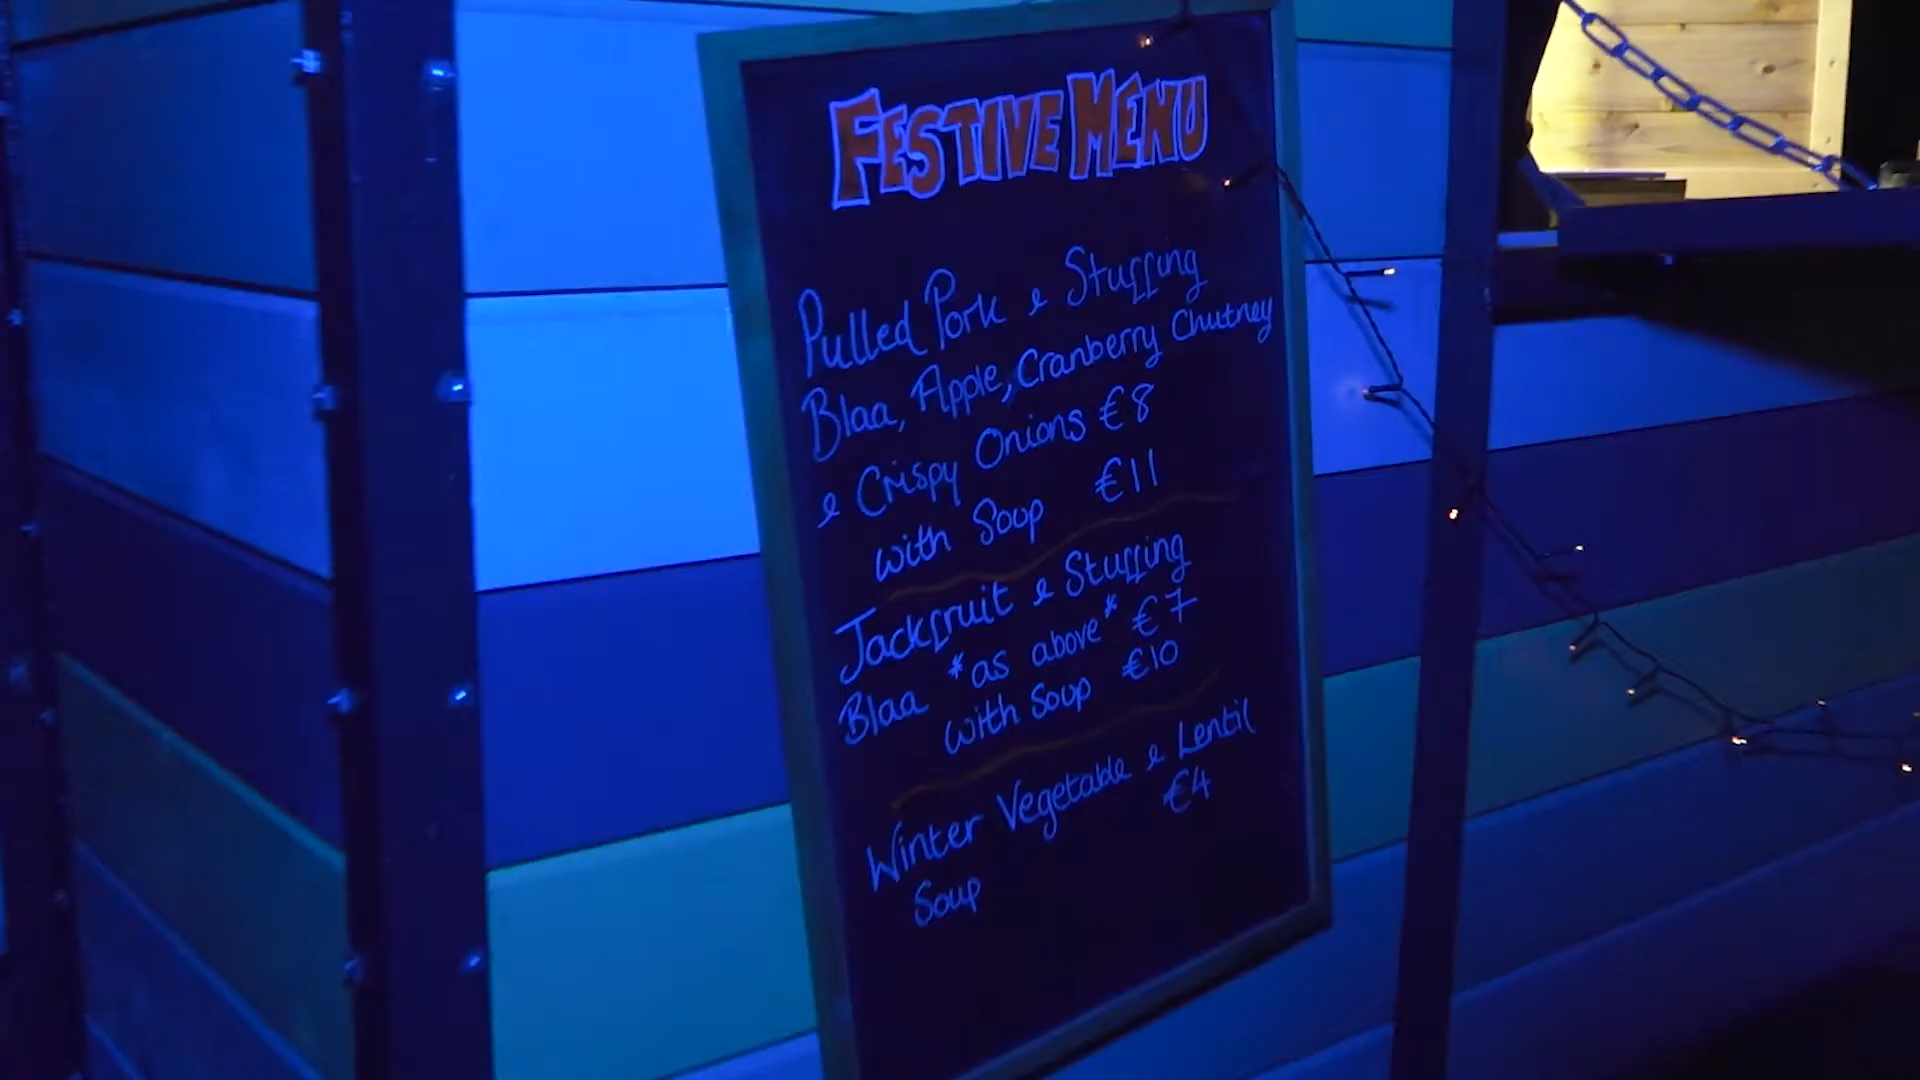 FESTIVE MENU
Pulled Pork & Stuffing
Blaa, Apple, Cranberry Chutney
& Crispy Onions €8
with Soup €11
Jackfruit & Stuffing
Blaa *as above* €7
with Soup €10
Winter Vegetable & Lentil
Soup €4